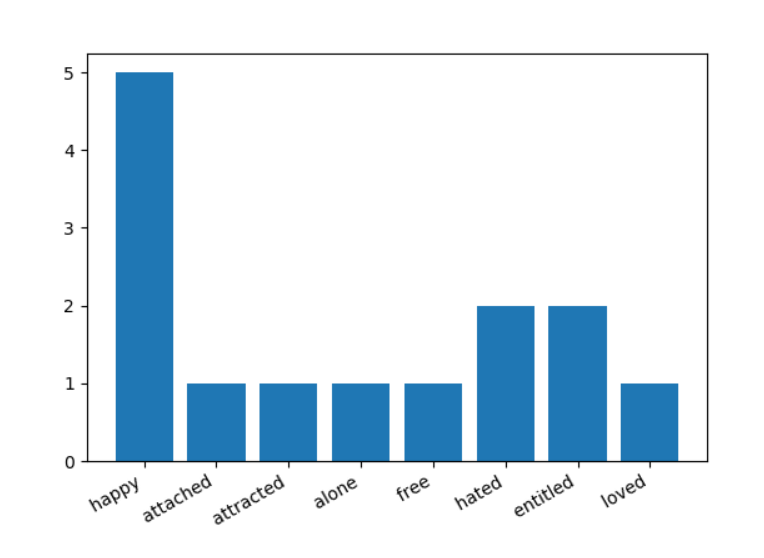 5
4
3
2
1
0
happy
attached
attracted
alone
free
hated
entitled
loved